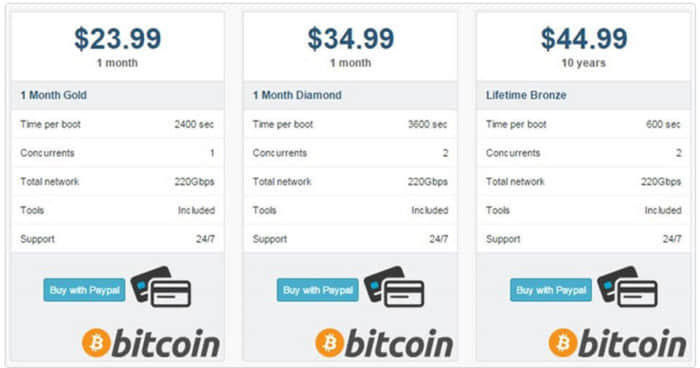 $23.99
1 month
1 Month Gold
Time per boot 2400 sec
Concurrents 1
Total network 220Gbps
Tools Included
Support 24/7
Buy with Paypal
bitcoin
$34.99
1 month
1 Month Diamond
Time per boot 3600 sec
Concurrents 2
Total network 220Gbps
Tools Included
Support 24/7
Buy with Paypal
bitcoin
$44.99
10 years
Lifetime Bronze
Time per boot 600 sec
Concurrents 2
Total network 220Gbps
Tools Included
Support 24/7
Buy with Paypal
bitcoin